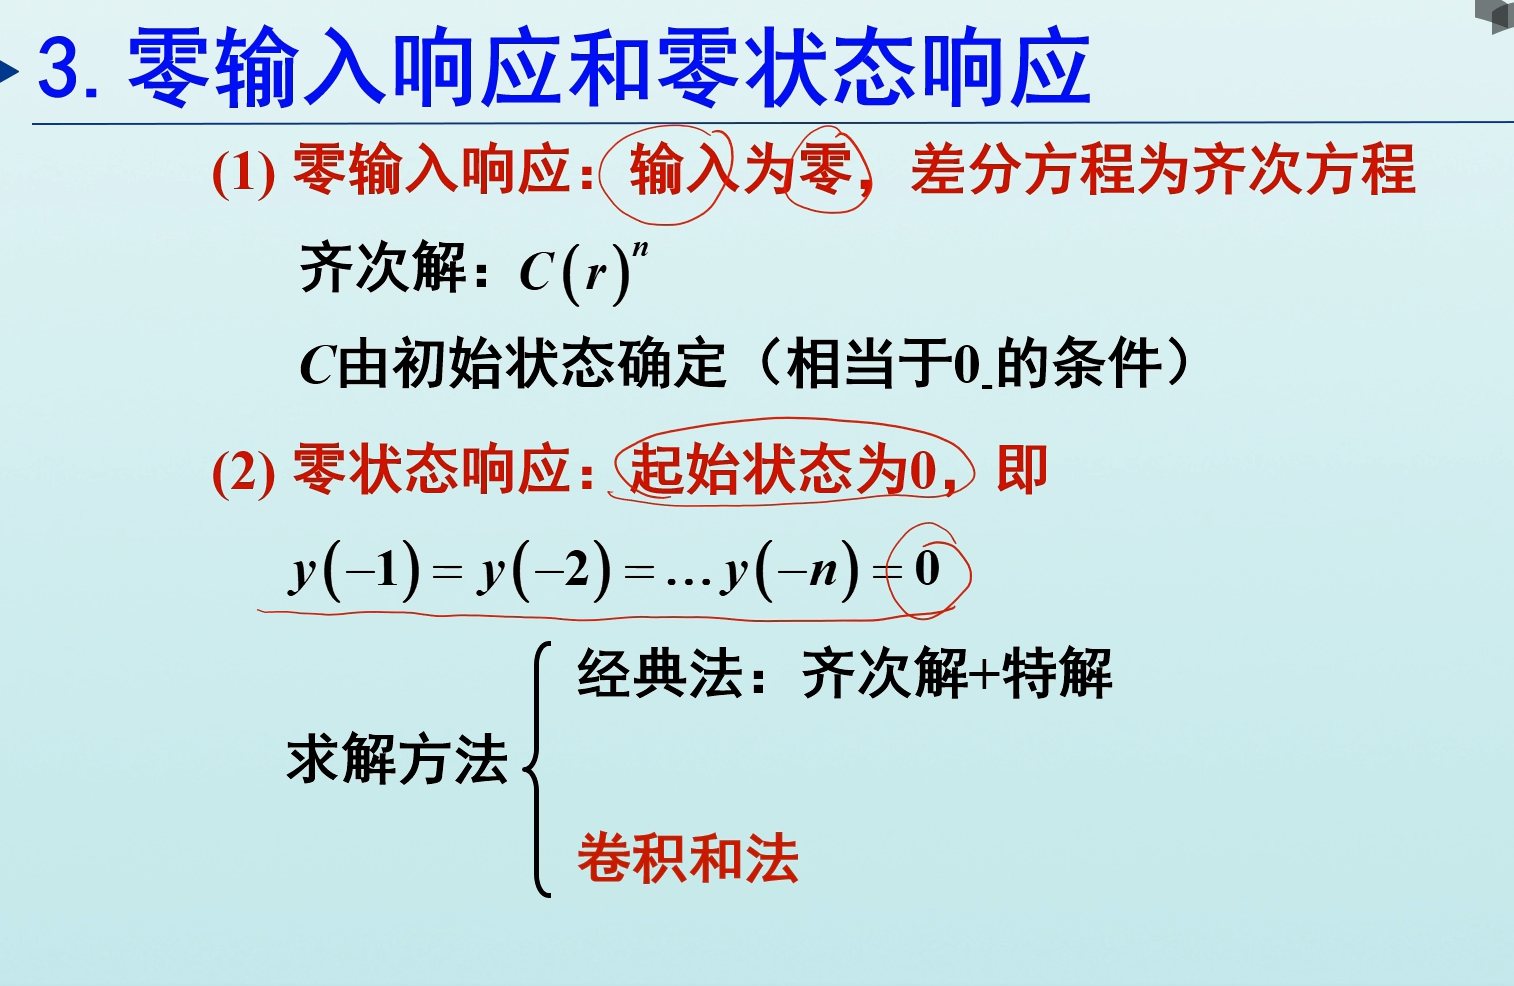 3. 零输入响应和零状态响应
(1) 零输入响应：输入为零，差分方程为齐次方程
齐次解：C(r)ⁿ
C由初始状态确定（相当于0₋的条件）
(2) 零状态响应：起始状态为0，即
y(−1)= y(−2)=…y(−n)=0
经典法：齐次解+特解
求解方法
卷积和法